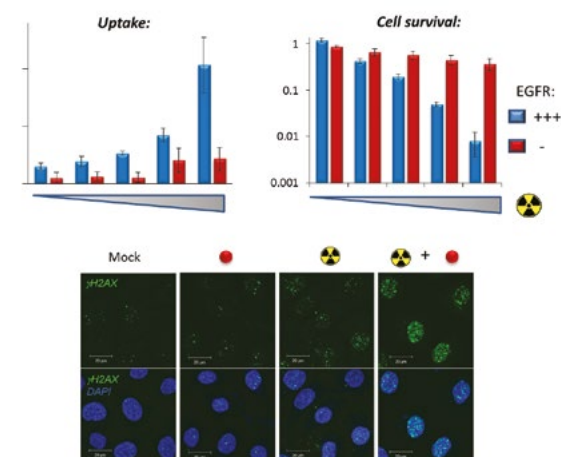 Uptake:
Cell survival:
1
0.1
0.01
0.001
EGFR:
+++
-
Mock
+
γH2AX
γH2AX
DAPI